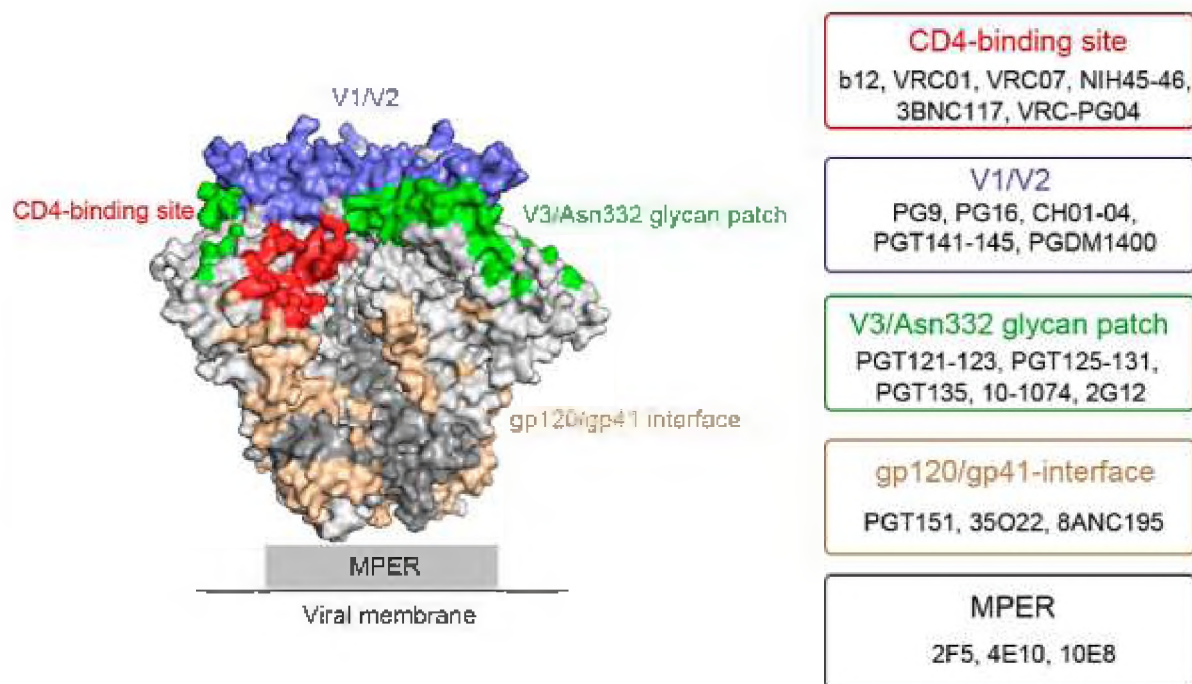 V1/V2
CD4-binding site
V3/Asn332 glycan patch
gp120/gp41 interface
MPER
Viral membrane
CD4-binding site
b12, VRC01, VRC07, NIH45-46,
3BNC117, VRC-PG04
V1/V2
PG9, PG16, CH01-04,
PGT141-145, PGDM1400
V3/Asn332 glycan patch
PGT121-123, PGT125-131,
PGT135, 10-1074, 2G12
gp120/gp41-interface
PGT151, 35O22, 8ANC195
MPER
2F5, 4E10, 10E8